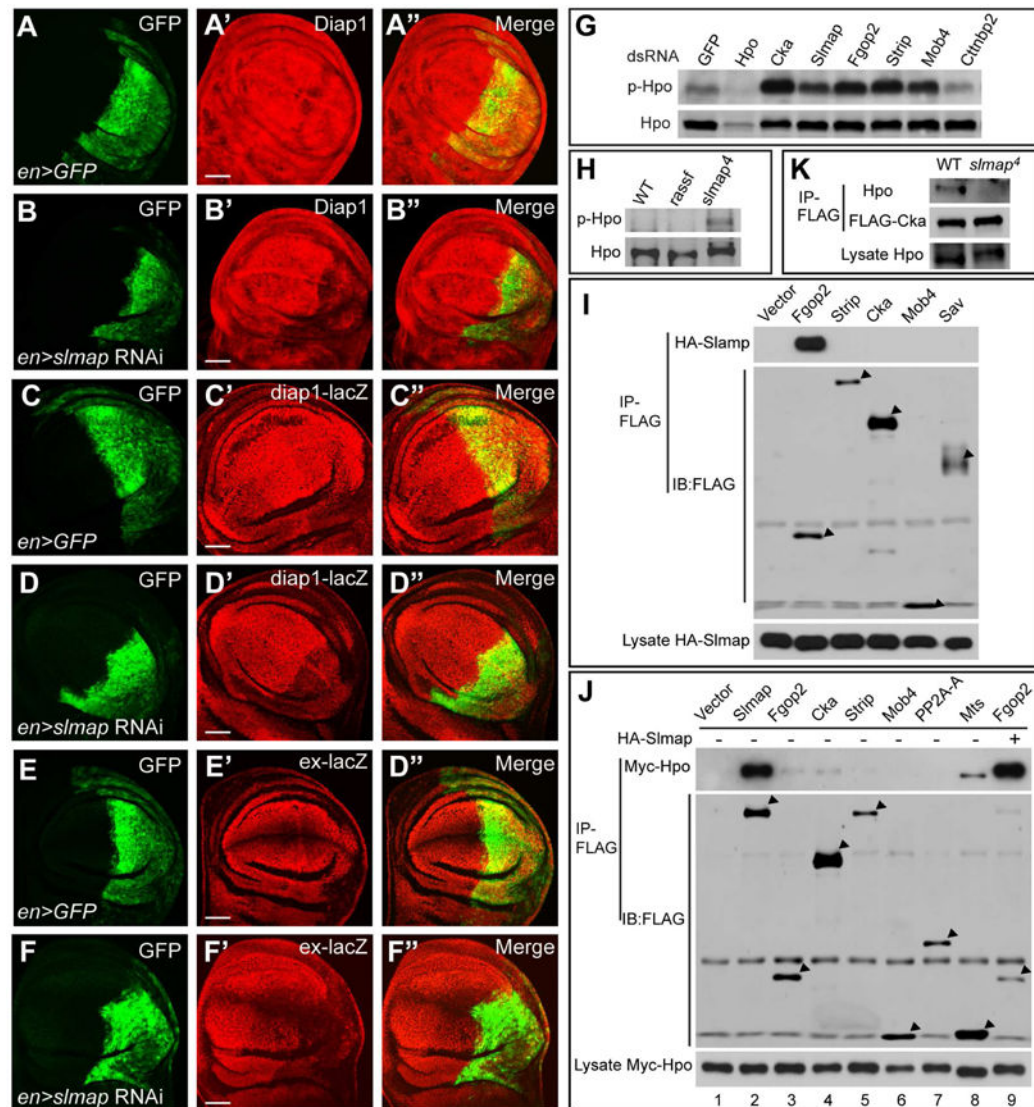 A GFP A' Diap1 A" Merge
en>GFP
B GFP B' Diap1 B" Merge
en>slmap RNAi
C GFP C' diap1-lacZ C" Merge
en>GFP
D GFP D' diap1-lacZ D" Merge
en>slmap RNAi
E GFP E' ex-lacZ D" Merge
en>GFP
F GFP F' ex-lacZ F" Merge
en>slmap RNAi
G
dsRNA GFP Hpo Cka Slmap Fgop2 Strip Mob4 Cttnbp2
p-Hpo
Hpo
H
WT rassf slmap4
p-Hpo
Hpo
K
WT slmap4
IP-FLAG
Hpo
FLAG-Cka
Lysate Hpo
I
Vector Fgop2 Strip Cka Mob4 Sav
HA-Slamp
IP-FLAG
IB:FLAG
Lysate HA-Slmap
J
Vector Slmap Fgop2 Cka Strip Mob4 PP2A-A Mts Fgop2
HA-Slmap - - - - - - - - +
Myc-Hpo
IP-FLAG
IB:FLAG
Lysate Myc-Hpo
1 2 3 4 5 6 7 8 9